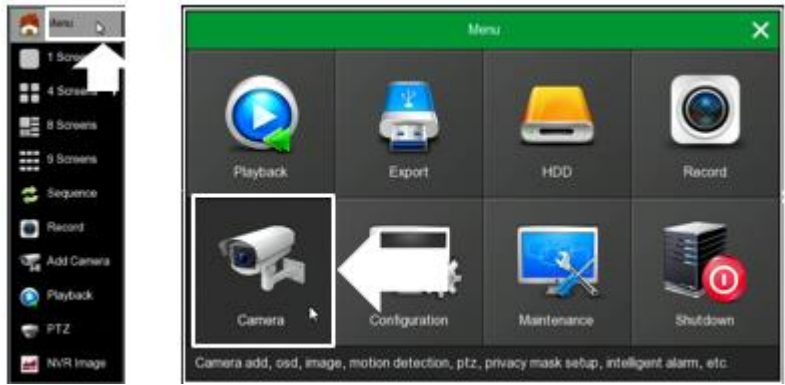 Menu
1 Screen
4 Screens
8 Screens
9 Screens
Sequence
Record
Add Camera
Playback
PTZ
NVR Image
Menu
Playback
Export
HDD
Record
Camera
Configuration
Maintenance
Shutdown
Camera add, osd, image, motion detection, ptz, privacy mask setup, intelligent alarm, etc.